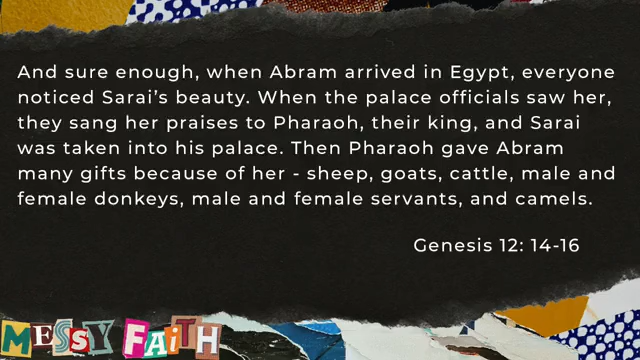 And sure enough, when Abram arrived in Egypt, everyone
noticed Sarai’s beauty. When the palace officials saw her,
they sang her praises to Pharaoh, their king, and Sarai
was taken into his palace. Then Pharaoh gave Abram
many gifts because of her - sheep, goats, cattle, male and
female donkeys, male and female servants, and camels.
Genesis 12: 14-16
MESSY FAiTH